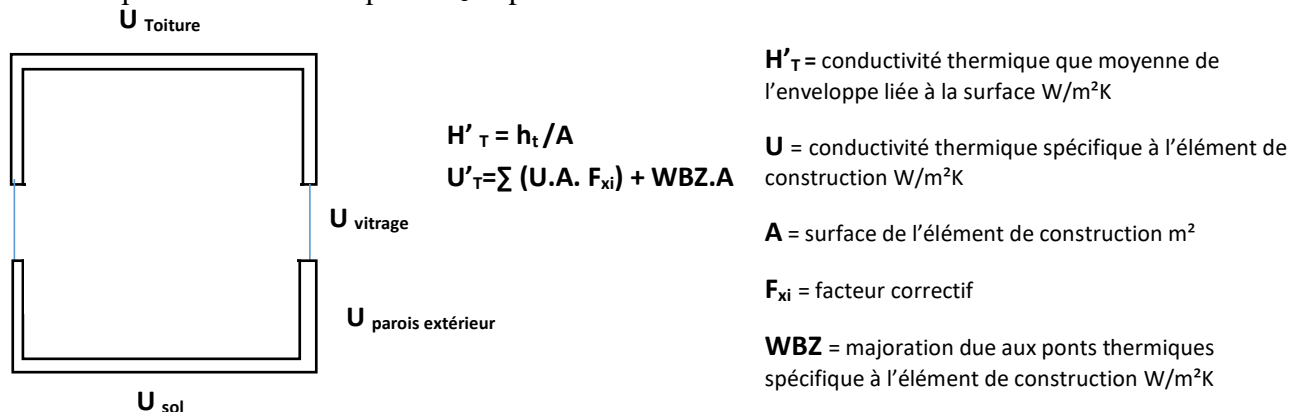 U Toiture
H’T = ht/A
U’T=∑ (U.A. Fxi) + WBZ.A
U vitrage
U parois extérieur
U sol
H’T = conductivité thermique que moyenne de
l’enveloppe liée à la surface W/m²K
U = conductivité thermique spécifique à l’élément de
construction W/m²K
A = surface de l’élément de construction m²
Fxi = facteur correctif
WBZ = majoration due aux ponts thermiques
spécifique à l’élément de construction W/m²K